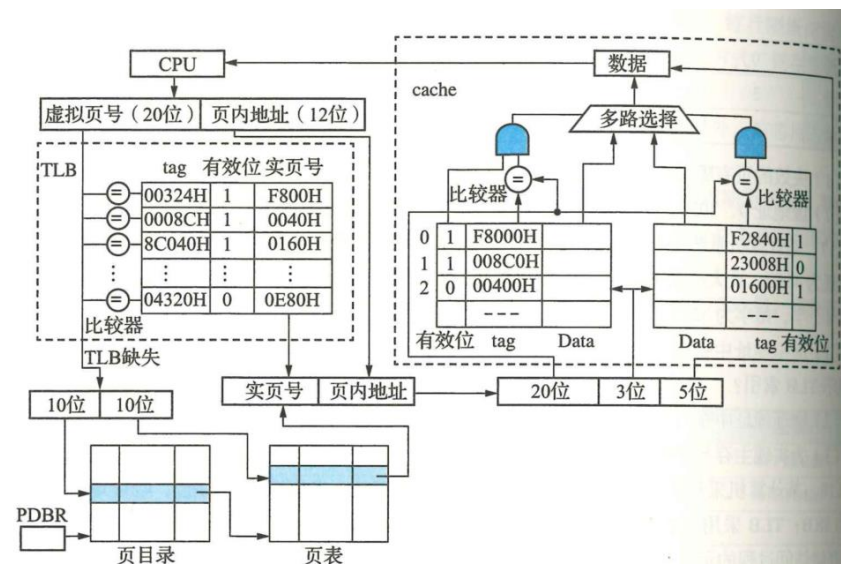 CPU
数据
cache
虚拟页号（20位） 页内地址（12位）
多路选择
TLB
tag 有效位 实页号
= 00324H 1 F800H
= 0008CH 1 0040H
= 8C040H 1 0160H
⋮ ⋮ ⋮ ⋮
= 04320H 0 0E80H
比较器
TLB缺失
比较器 = = 比较器
0 1 F8000H F2840H 1
1 1 008C0H 23008H 0
2 0 00400H 01600H 1
--- ---
有效位 tag Data Data tag 有效位
10位 10位
实页号 页内地址
20位 3位 5位
PDBR
页目录
页表